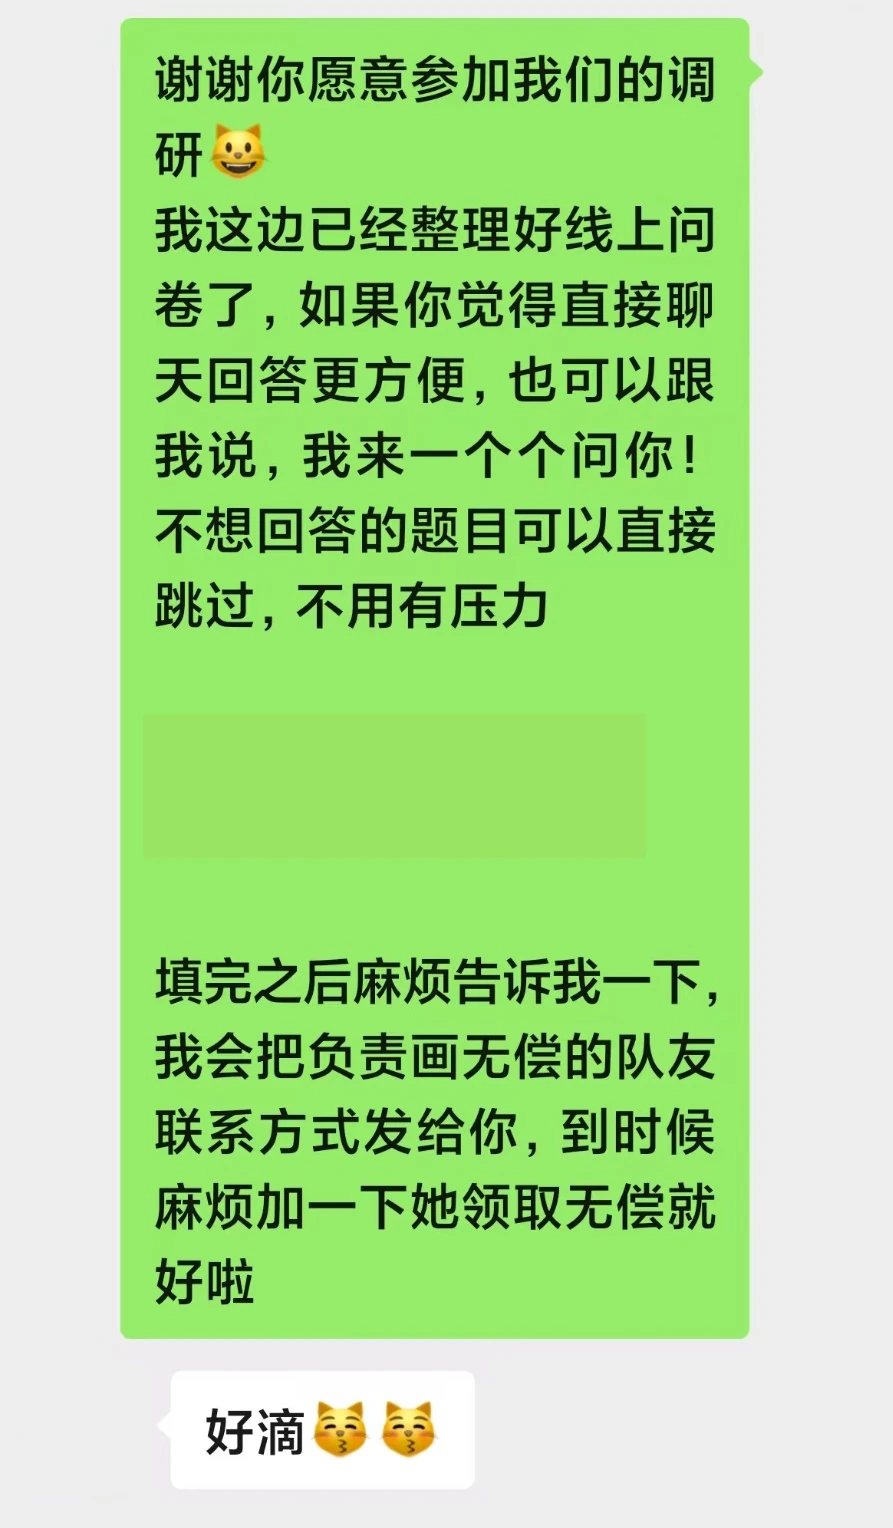 谢谢你愿意参加我们的调
研😺
我这边已经整理好线上问
卷了，如果你觉得直接聊
天回答更方便，也可以跟
我说，我来一个个问你！
不想回答的题目可以直接
跳过，不用有压力
填完之后麻烦告诉我一下，
我会把负责画无偿的队友
联系方式发给你，到时候
麻烦加一下她领取无偿就
好啦
好滴😽😽